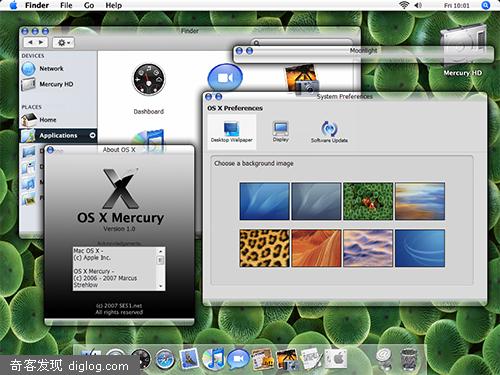 Finder File Go Help
Fri 10:01
Finder
Moonlight
Mercury HD
DEVICES
Network
Mercury HD
PLACES
Home
Applications
Dashboard
System Preferences
OS X Preferences
Desktop Wallpaper
Display
Software Update
Choose a background image
About OS X
OS X Mercury
Version 1.0
Acknowledgements
Mac OS X -
(c) Apple Inc.
OS X Mercury -
(c) 2006 - 2007 Marcus
Strehlow
(c) 2007 SES1.net
All rights reserved
奇客发现 diglog.com